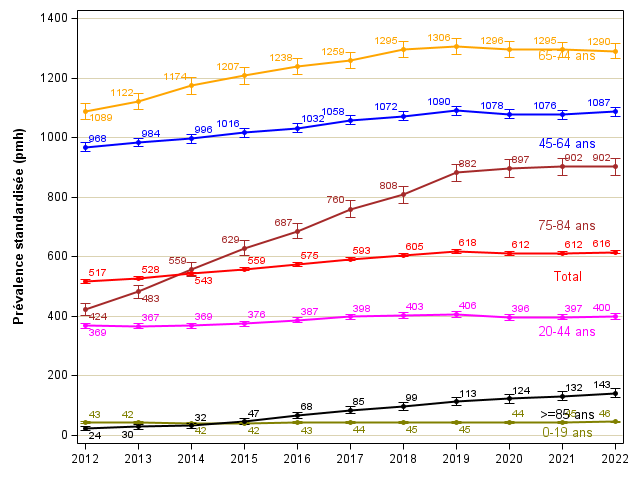 1400
1295 1306 1296 1295 1290
1207 1238 1259
1174
1122
65-74 ans
1200
1089
1058 1072 1090 1078 1076 1087
968 984 996 1016 1032
1000
45-64 ans
882 897 902 902
808
800
760
687
75-84 ans
629
618 612 612 616
559 559 575 593 605
600
517 528 543
Total
483
424
400
369 367 369 376 387 398 403 406 396 397 400
20-44 ans
200
143
99 113 124 132
68 85
43 42 32 47 44 46
>=85 ans
0
24 30 42 42 43 44 45 45
0-19 ans
2012 2013 2014 2015 2016 2017 2018 2019 2020 2021 2022
Prévalence standardisée (pmh)